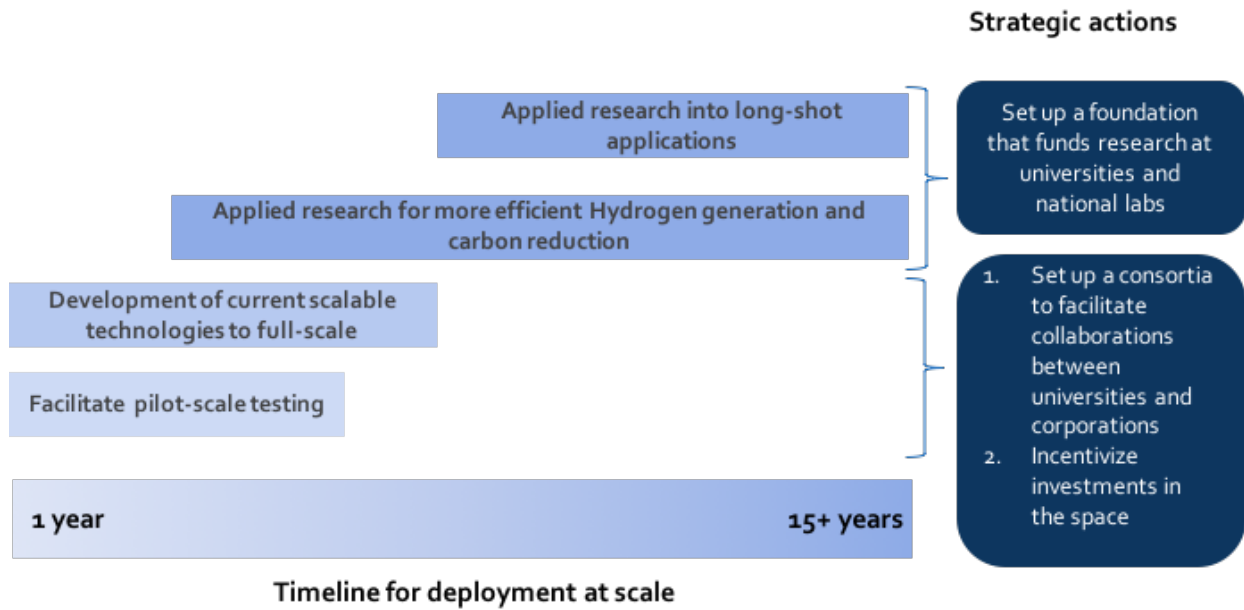 Strategic actions
Applied research into long-shot
applications
Applied research for more efficient Hydrogen generation and
carbon reduction
Development of current scalable
technologies to full-scale
Facilitate pilot-scale testing
Set up a foundation
that funds research at
universities and
national labs
1. Set up a consortia
to facilitate
collaborations
between
universities and
corporations
2. Incentivize
investments in
the space
1 year
15+ years
Timeline for deployment at scale